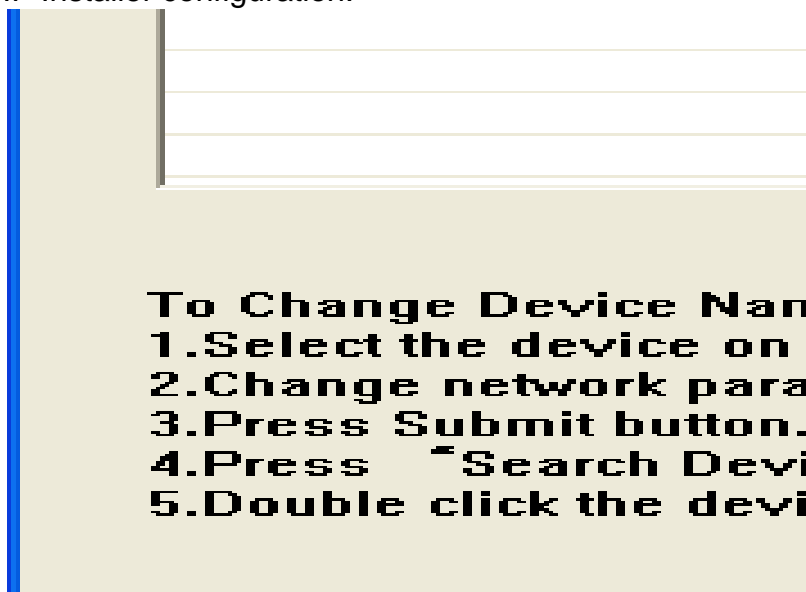 Installer configuration.
To Change Device Nam
1.Select the device on
2.Change network para
3.Press Submit button.
4.Press ˜Search Devi
5.Double click the devi